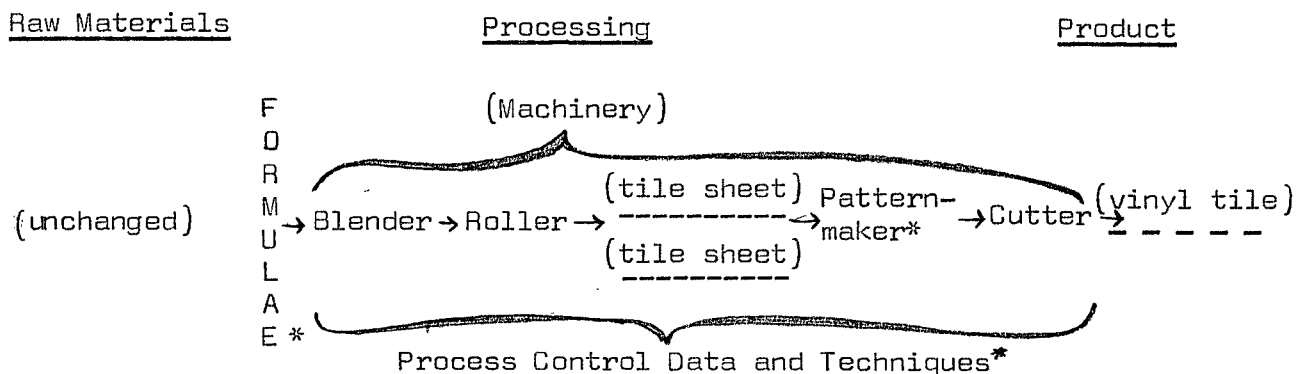 Raw Materials Processing Product
(Machinery)
FORMULAE*
(tile sheet)
(unchanged) → Blender → Roller → → Pattern-maker* → Cutter → (vinyl tile)
(tile sheet)
Process Control Data and Techniques*